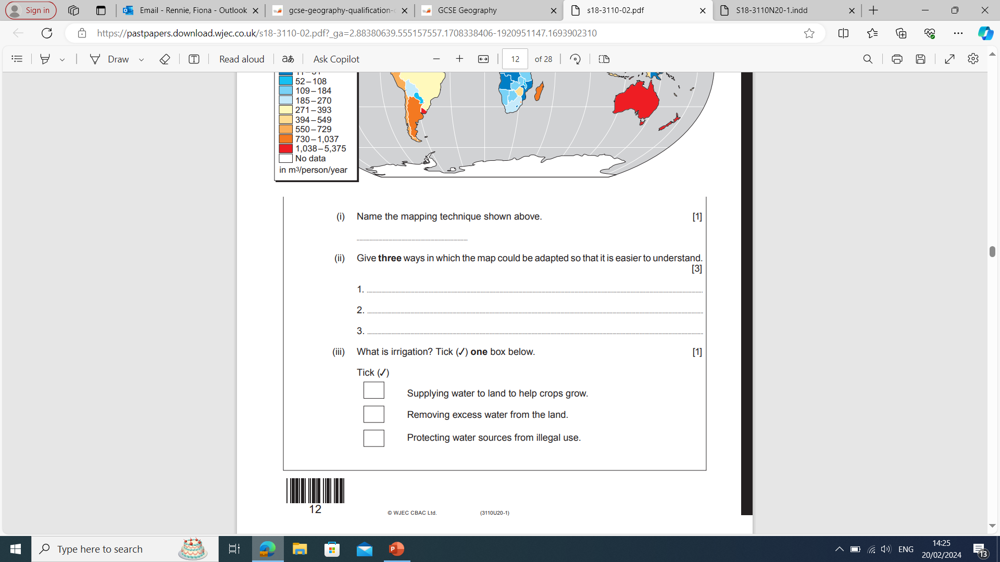 Sign in
Email - Rennie, Fiona - Outlook
gcse-geography-qualification-
GCSE Geography
s18-3110-02.pdf
S18-3110N20-1.indd
https://pastpapers.download.wjec.co.uk/s18-3110-02.pdf?_ga=2.88380639.555157557.1708338406-1920951147.1693902310
Draw
T
Read aloud
aあ
Ask Copilot
12 of 28
52–108
109–184
185–270
271–393
394–549
550–729
730–1,037
1,038–5,375
No data
in m³/person/year
(i) Name the mapping technique shown above. [1]
(ii) Give three ways in which the map could be adapted so that it is easier to understand.
[3]
1.
2.
3.
(iii) What is irrigation? Tick (✓) one box below. [1]
Tick (✓)
Supplying water to land to help crops grow.
Removing excess water from the land.
Protecting water sources from illegal use.
12
© WJEC CBAC Ltd. (3110U20-1)
Type here to search
ENG
14:25
20/02/2024
13